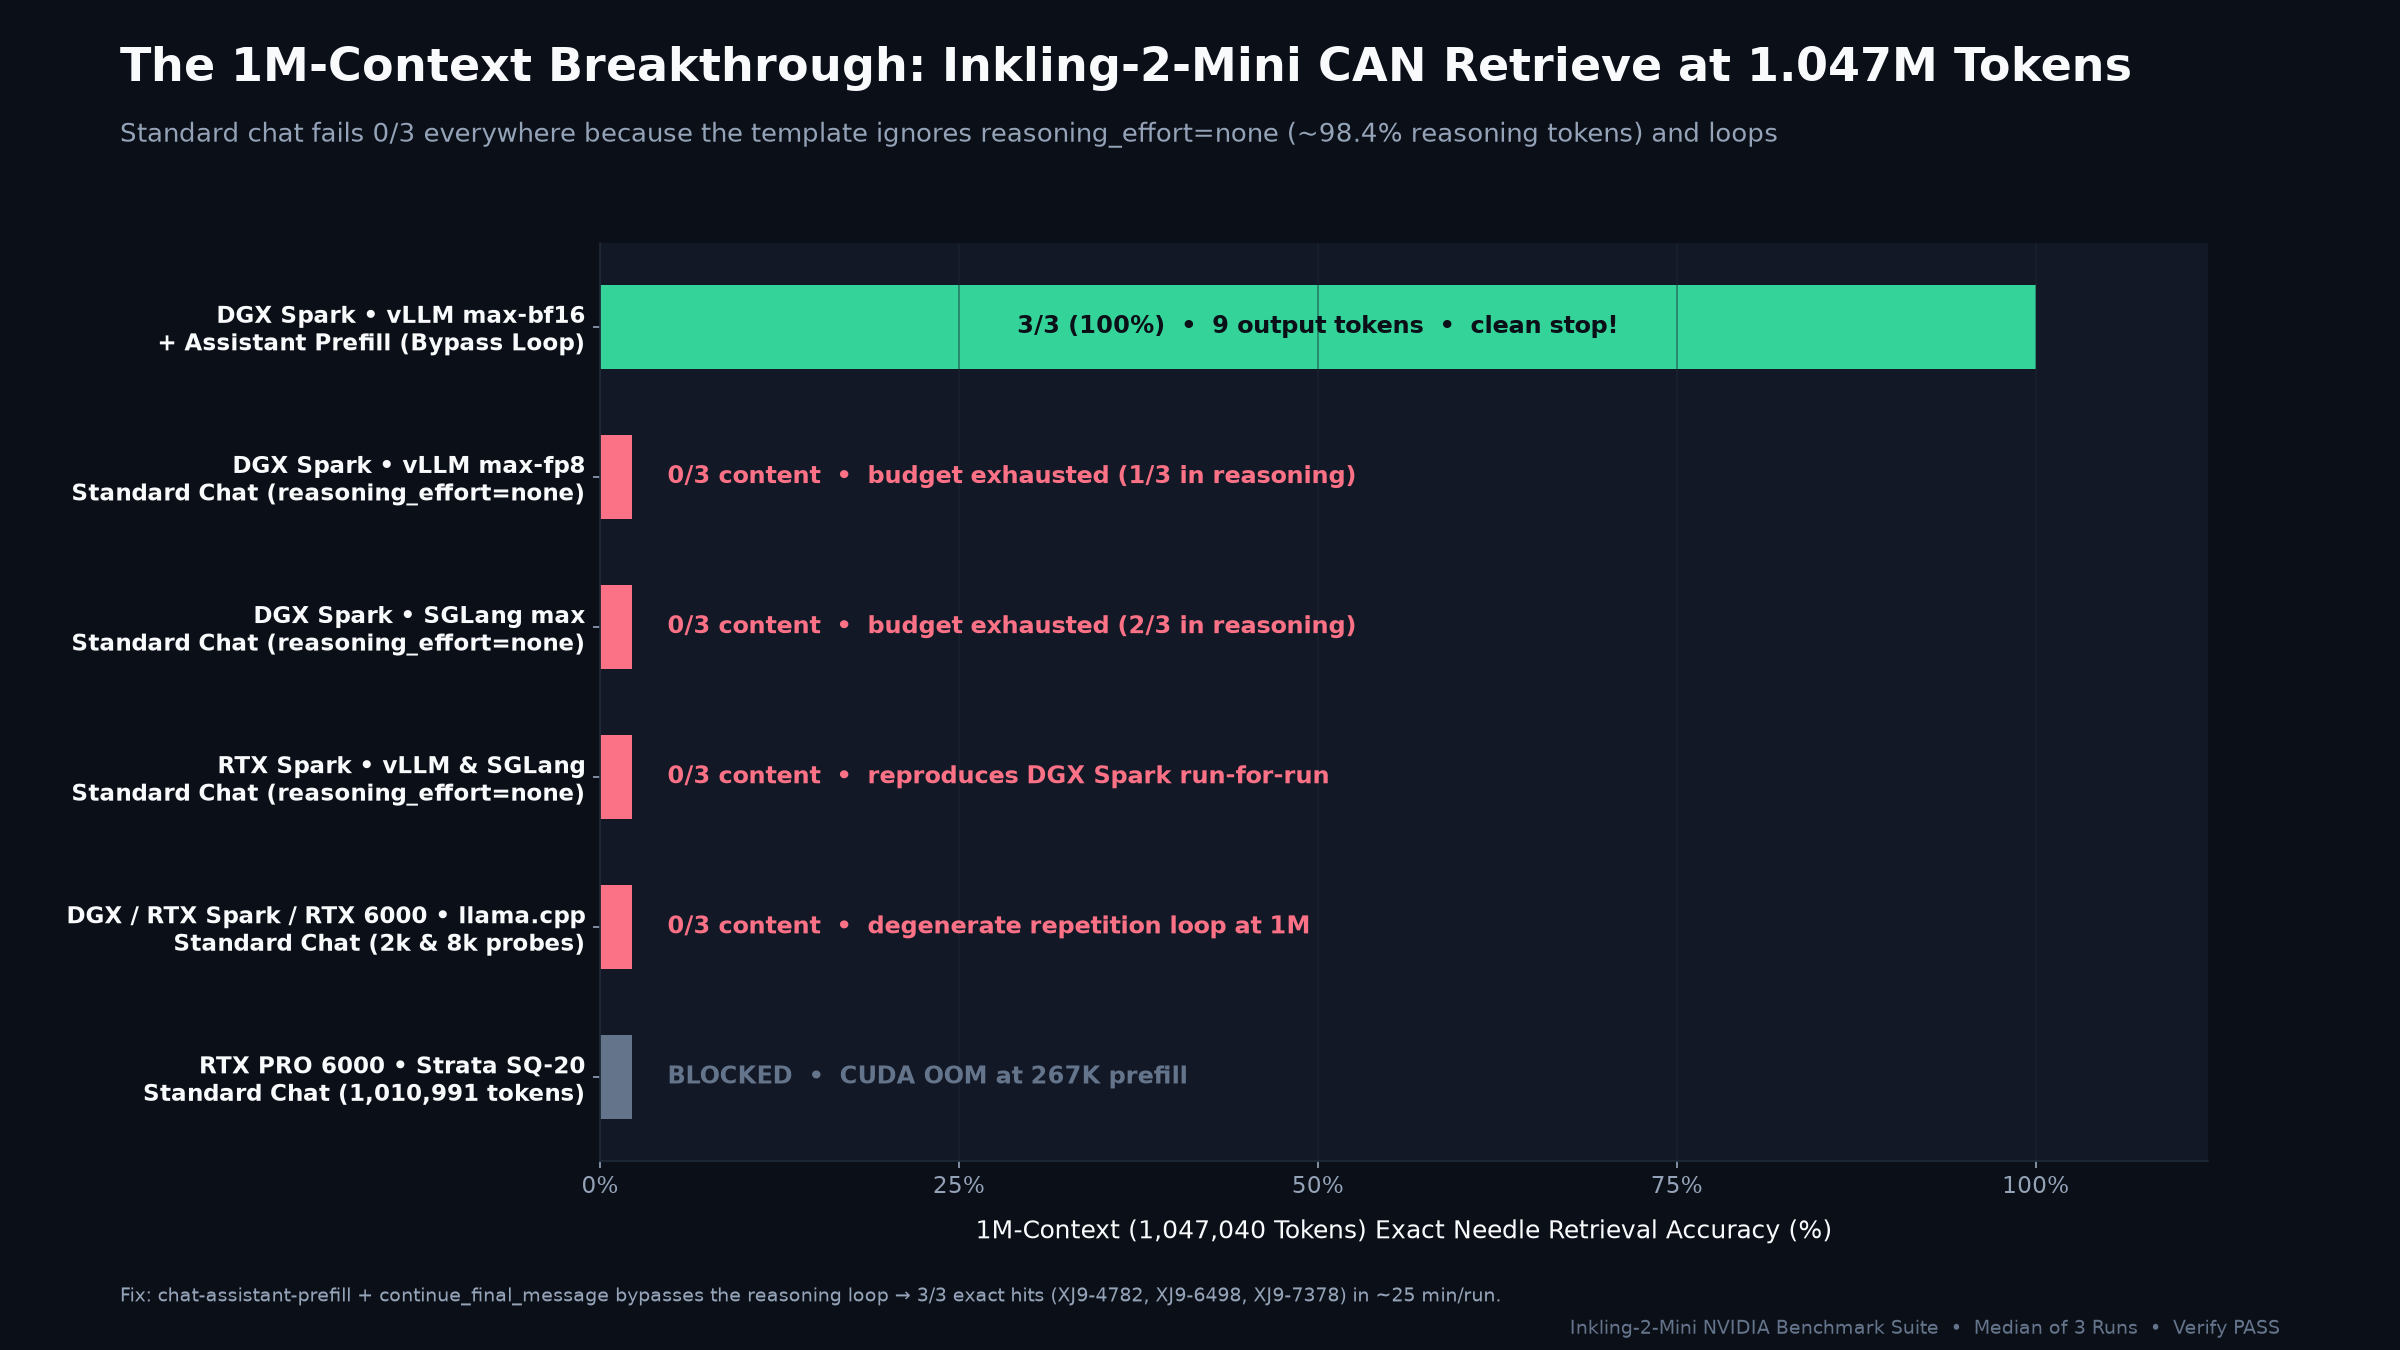 The 1M-Context Breakthrough: Inkling-2-Mini CAN Retrieve at 1.047M Tokens
Standard chat fails 0/3 everywhere because the template ignores reasoning_effort=none (~98.4% reasoning tokens) and loops
DGX Spark • vLLM max-bf16
+ Assistant Prefill (Bypass Loop)
3/3 (100%) • 9 output tokens • clean stop!
DGX Spark • vLLM max-fp8
Standard Chat (reasoning_effort=none)
0/3 content • budget exhausted (1/3 in reasoning)
DGX Spark • SGLang max
Standard Chat (reasoning_effort=none)
0/3 content • budget exhausted (2/3 in reasoning)
RTX Spark • vLLM & SGLang
Standard Chat (reasoning_effort=none)
0/3 content • reproduces DGX Spark run-for-run
DGX / RTX Spark / RTX 6000 • llama.cpp
Standard Chat (2k & 8k probes)
0/3 content • degenerate repetition loop at 1M
RTX PRO 6000 • Strata SQ-20
Standard Chat (1,010,991 tokens)
BLOCKED • CUDA OOM at 267K prefill
0% 25% 50% 75% 100%
1M-Context (1,047,040 Tokens) Exact Needle Retrieval Accuracy (%)
Fix: chat-assistant-prefill + continue_final_message bypasses the reasoning loop → 3/3 exact hits (XJ9-4782, XJ9-6498, XJ9-7378) in ~25 min/run.
Inkling-2-Mini NVIDIA Benchmark Suite • Median of 3 Runs • Verify PASS